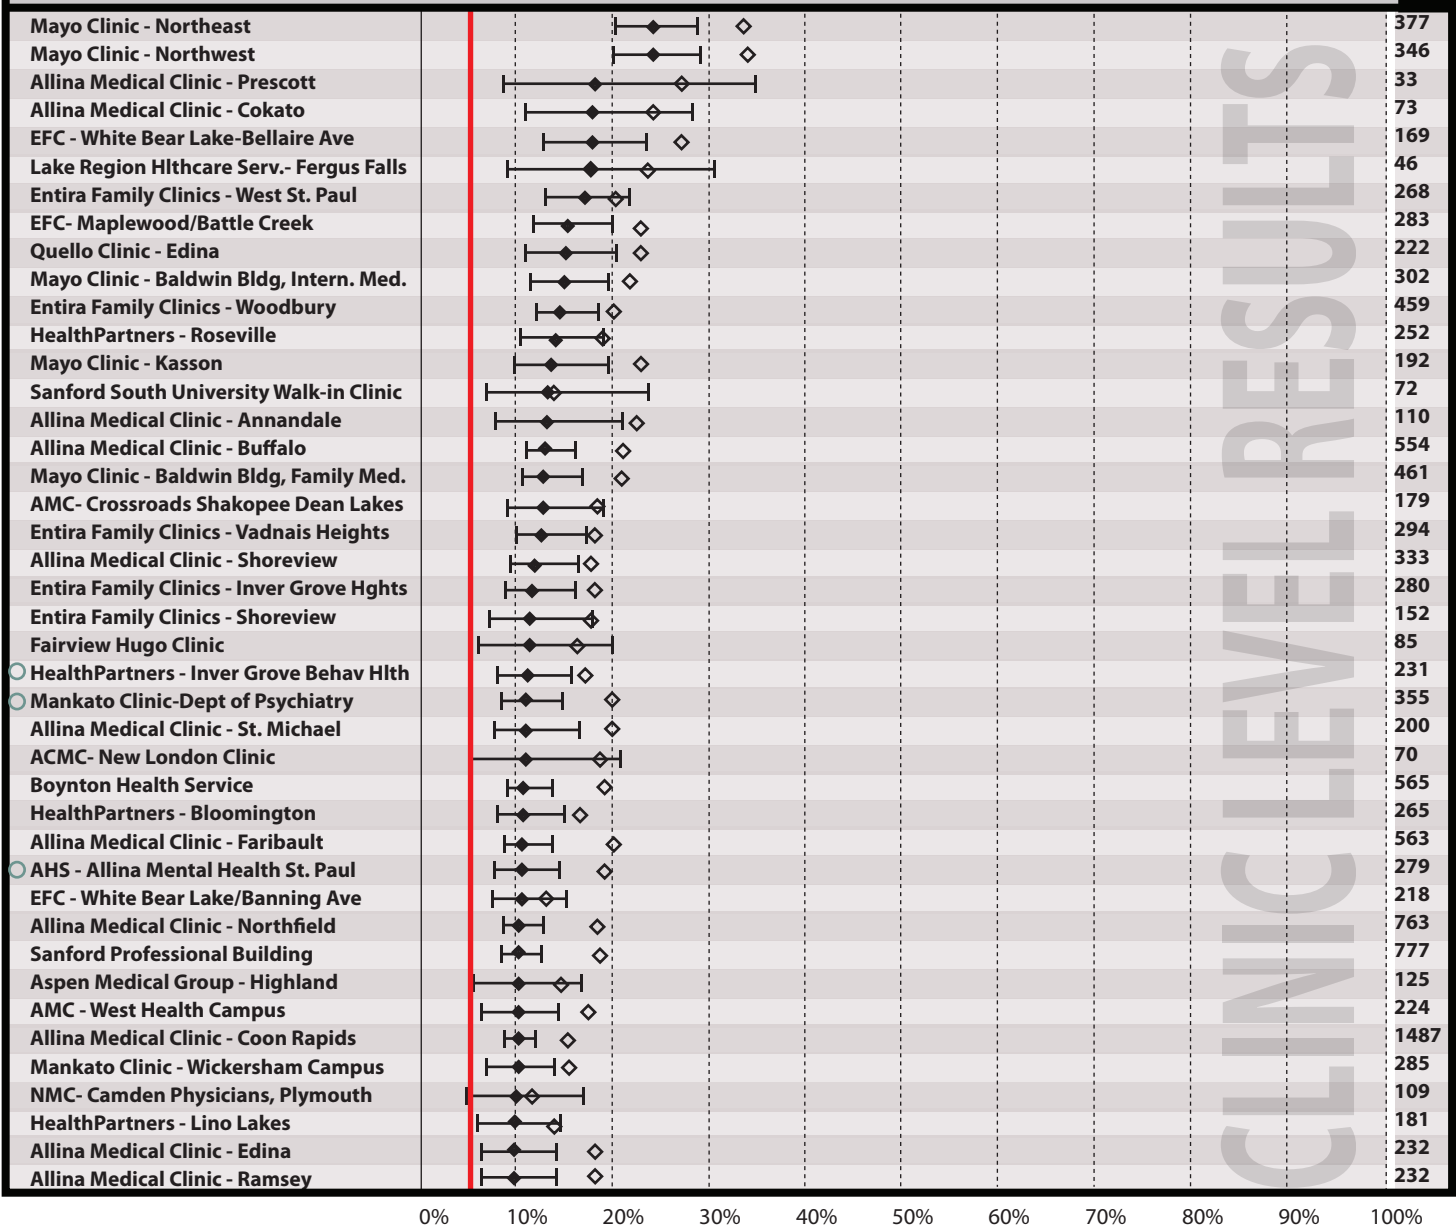 Mayo Clinic - Northeast 377
Mayo Clinic - Northwest 346
Allina Medical Clinic - Prescott 33
Allina Medical Clinic - Cokato 73
EFC - White Bear Lake-Bellaire Ave 169
Lake Region Hlthcare Serv.- Fergus Falls 46
Entira Family Clinics - West St. Paul 268
EFC- Maplewood/Battle Creek 283
Quello Clinic - Edina 222
Mayo Clinic - Baldwin Bldg, Intern. Med. 302
Entira Family Clinics - Woodbury 459
HealthPartners - Roseville 252
Mayo Clinic - Kasson 192
Sanford South University Walk-in Clinic 72
Allina Medical Clinic - Annandale 110
Allina Medical Clinic - Buffalo 554
Mayo Clinic - Baldwin Bldg, Family Med. 461
AMC- Crossroads Shakopee Dean Lakes 179
Entira Family Clinics - Vadnais Heights 294
Allina Medical Clinic - Shoreview 333
Entira Family Clinics - Inver Grove Hghts 280
Entira Family Clinics - Shoreview 152
Fairview Hugo Clinic 85
HealthPartners - Inver Grove Behav Hlth 231
Mankato Clinic-Dept of Psychiatry 355
Allina Medical Clinic - St. Michael 200
ACMC- New London Clinic 70
Boynton Health Service 565
HealthPartners - Bloomington 265
Allina Medical Clinic - Faribault 563
AHS - Allina Mental Health St. Paul 279
EFC - White Bear Lake/Banning Ave 218
Allina Medical Clinic - Northfield 763
Sanford Professional Building 777
Aspen Medical Group - Highland 125
AMC - West Health Campus 224
Allina Medical Clinic - Coon Rapids 1487
Mankato Clinic - Wickersham Campus 285
NMC- Camden Physicians, Plymouth 109
HealthPartners - Lino Lakes 181
Allina Medical Clinic - Edina 232
Allina Medical Clinic - Ramsey 232
CLINIC LEVEL RESULTS
0% 10% 20% 30% 40% 50% 60% 70% 80% 90% 100%